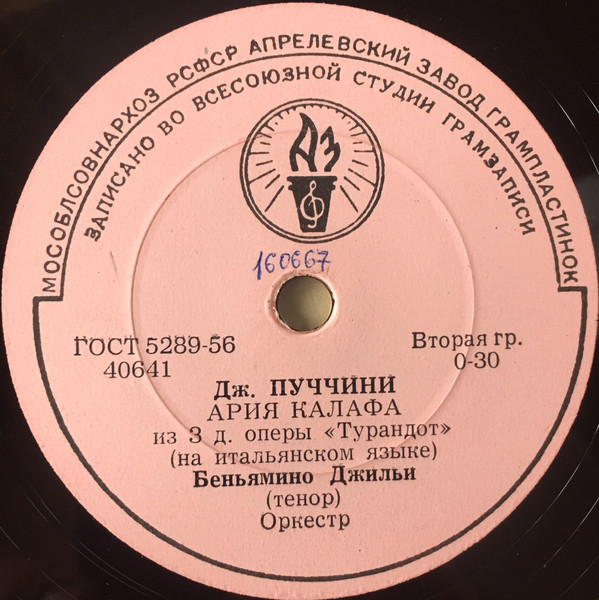 МОСОБЛСОВНАРХОЗ РСФСР АПРЕЛЕВСКИЙ ЗАВОД ГРАМПЛАСТИНОК
ЗАПИСАНО ВО ВСЕСОЮЗНОЙ СТУДИИ ГРАМЗАПИСИ
АЗ
160667
ГОСТ 5289-56
40641
Вторая гр.
0-30
Дж. ПУЧЧИНИ
АРИЯ КАЛАФА
из 3 д. оперы «Турандот»
(на итальянском языке)
Беньямино Джильи
(тенор)
Оркестр